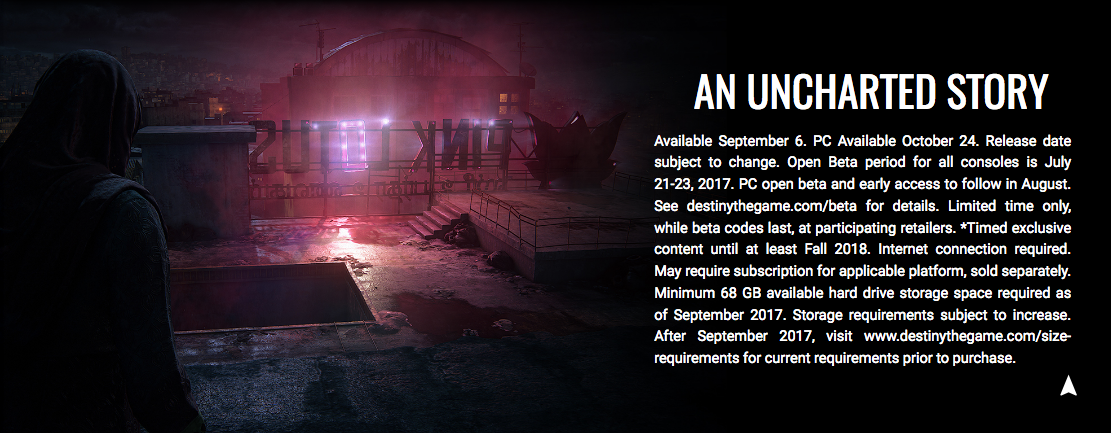 PINK LOTUS
AN UNCHARTED STORY
Available September 6. PC Available October 24. Release date
subject to change. Open Beta period for all consoles is July
21-23, 2017. PC open beta and early access to follow in August.
See destinythegame.com/beta for details. Limited time only,
while beta codes last, at participating retailers. *Timed exclusive
content until at least Fall 2018. Internet connection required.
May require subscription for applicable platform, sold separately.
Minimum 68 GB available hard drive storage space required as
of September 2017. Storage requirements subject to increase.
After September 2017, visit www.destinythegame.com/size-
requirements for current requirements prior to purchase.